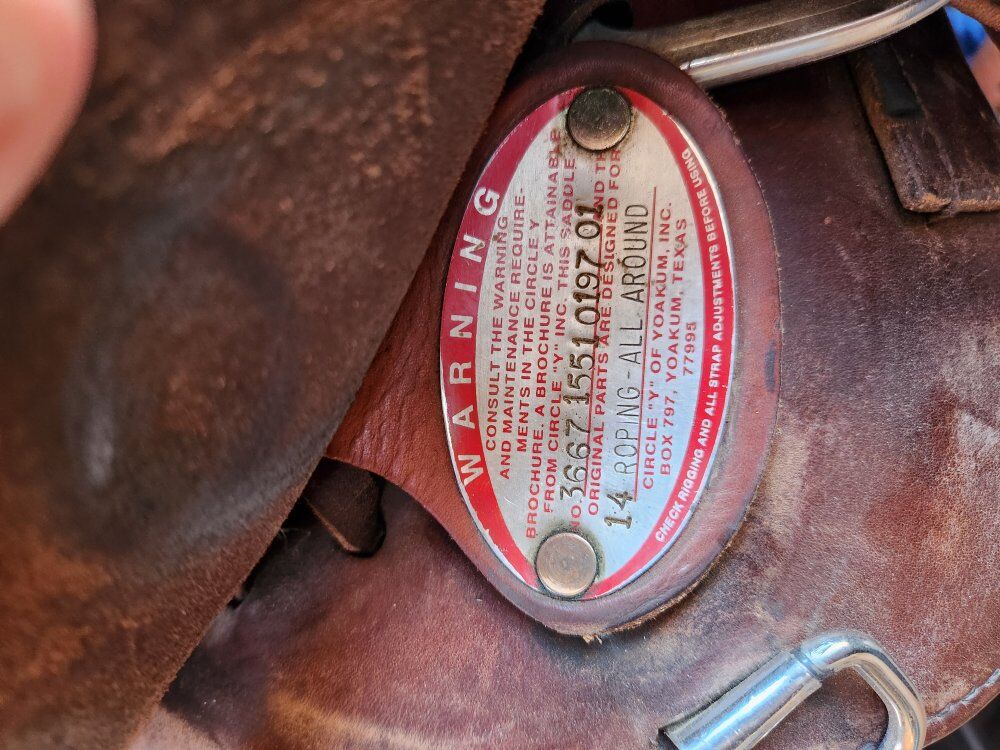 WARNING
CONSULT THE WARNING
AND MAINTENANCE REQUIRE-
MENTS IN THE CIRCLE Y
BROCHURE. A BROCHURE IS ATTAINABLE
FROM CIRCLE "Y" INC. THIS SADDLE
NO. 3667 1551 0197 01 AND
ORIGINAL PARTS ARE DESIGNED FOR
14 ROPING-ALL AROUND
CIRCLE "Y" OF YOAKUM, INC.
BOX 797, YOAKUM, TEXAS
77995
CHECK RIGGING AND ALL STRAP ADJUSTMENTS BEFORE USING